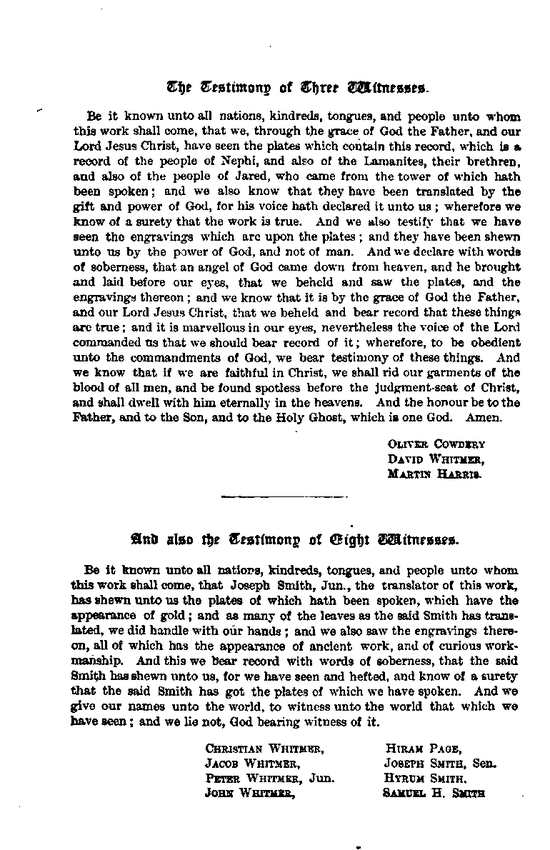 The Testimony of Three Witnesses.
Be it known unto all nations, kindreds, tongues, and people unto whom
this work shall come, that we, through the grace of God the Father, and our
Lord Jesus Christ, have seen the plates which contain this record, which is a
record of the people of Nephi, and also of the Lamanites, their brethren,
and also of the people of Jared, who came from the tower of which hath
been spoken; and we also know that they have been translated by the
gift and power of God, for his voice hath declared it unto us; wherefore we
know of a surety that the work is true. And we also testify that we have
seen the engravings which are upon the plates; and they have been shewn
unto us by the power of God, and not of man. And we declare with words
of soberness, that an angel of God came down from heaven, and he brought
and laid before our eyes, that we beheld and saw the plates, and the
engravings thereon; and we know that it is by the grace of God the Father,
and our Lord Jesus Christ, that we beheld and bear record that these things
are true; and it is marvellous in our eyes, nevertheless the voice of the Lord
commanded us that we should bear record of it; wherefore, to be obedient
unto the commandments of God, we bear testimony of these things. And
we know that if we are faithful in Christ, we shall rid our garments of the
blood of all men, and be found spotless before the judgment-seat of Christ,
and shall dwell with him eternally in the heavens. And the honour be to the
Father, and to the Son, and to the Holy Ghost, which is one God. Amen.
OLIVER COWDERY
DAVID WHITMER,
MARTIN HARRIS.
And also the Testimony of Eight Witnesses.
Be it known unto all nations, kindreds, tongues, and people unto whom
this work shall come, that Joseph Smith, Jun., the translator of this work,
has shewn unto us the plates of which hath been spoken, which have the
appearance of gold; and as many of the leaves as the said Smith has trans-
lated, we did handle with our hands; and we also saw the engravings there-
on, all of which has the appearance of ancient work, and of curious work-
manship. And this we bear record with words of soberness, that the said
Smith has shewn unto us, for we have seen and hefted, and know of a surety
that the said Smith has got the plates of which we have spoken. And we
give our names unto the world, to witness unto the world that which we
have seen; and we lie not, God bearing witness of it.
CHRISTIAN WHITMER,
JACOB WHITMER,
PETER WHITMER, Jun.
JOHN WHITMER,
HIRAM PAGE,
JOSEPH SMITH, Sen.
HYRUM SMITH.
SAMUEL H. SMITH